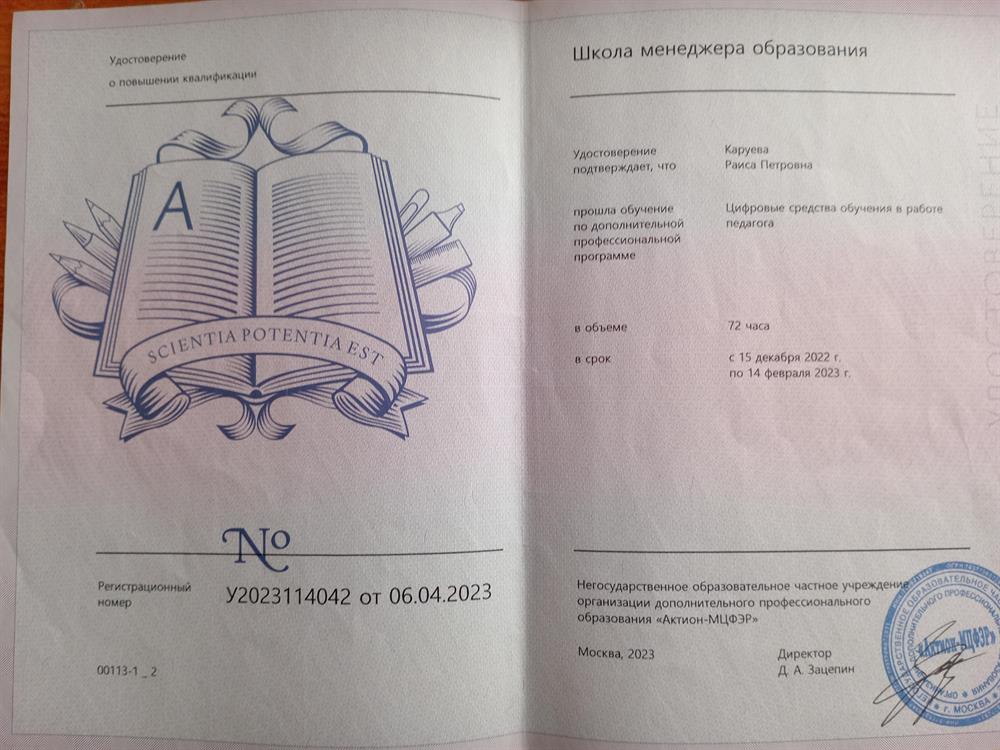 Удостоверение
о повышении квалификации
A
SCIENTIA POTENTIA EST
№
Регистрационный
номер
У2023114042 от 06.04.2023
00113-1 _ 2
Школа менеджера образования
Удостоверение
подтверждает, что
Каруева
Раиса Петровна
прошла обучение
по дополнительной
профессиональной
программе
Цифровые средства обучения в работе
педагога
в объеме
72 часа
в срок
с 15 декабря 2022 г.
по 14 февраля 2023 г.
Негосударственное образовательное частное учреждение
организации дополнительного профессионального
образования «Актион-МЦФЭР»
Москва, 2023
Директор
Д. А. Зацепин
«Актион-МЦФЭР»
г. МОСКВА